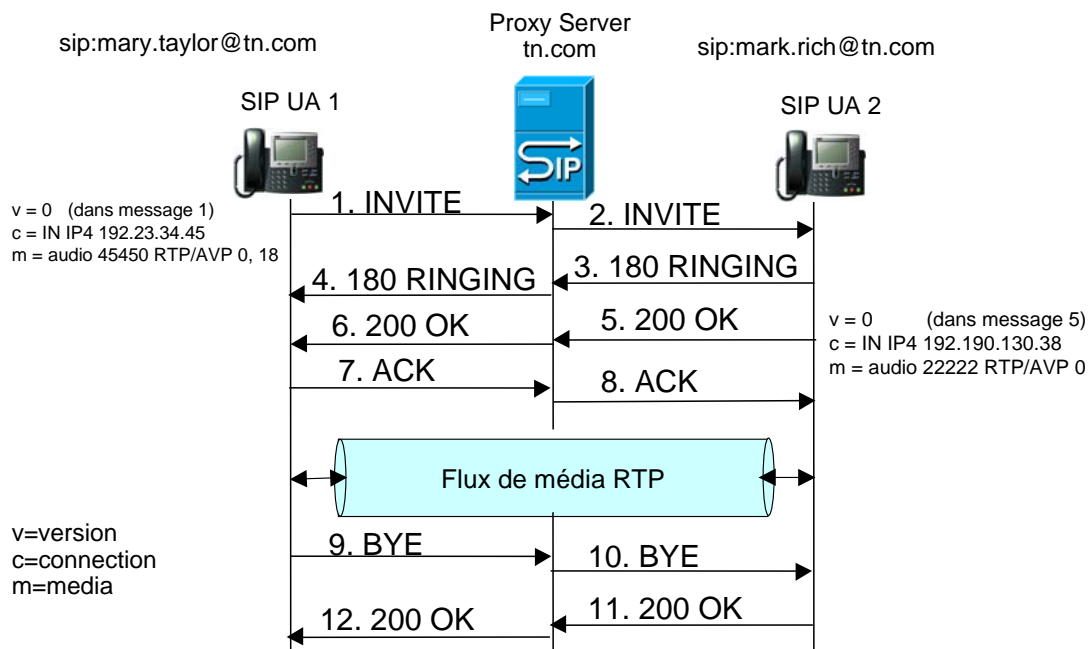 Proxy Server
tn.com
sip:mary.taylor@tn.com
sip:mark.rich@tn.com
SIP UA 1
SIP UA 2
SIP
v = 0 (dans message 1)
c = IN IP4 192.23.34.45
m = audio 45450 RTP/AVP 0, 18
1. INVITE
2. INVITE
3. 180 RINGING
4. 180 RINGING
5. 200 OK
6. 200 OK
v = 0 (dans message 5)
c = IN IP4 192.190.130.38
m = audio 22222 RTP/AVP 0
7. ACK
8. ACK
Flux de média RTP
v=version
c=connection
m=media
9. BYE
10. BYE
11. 200 OK
12. 200 OK